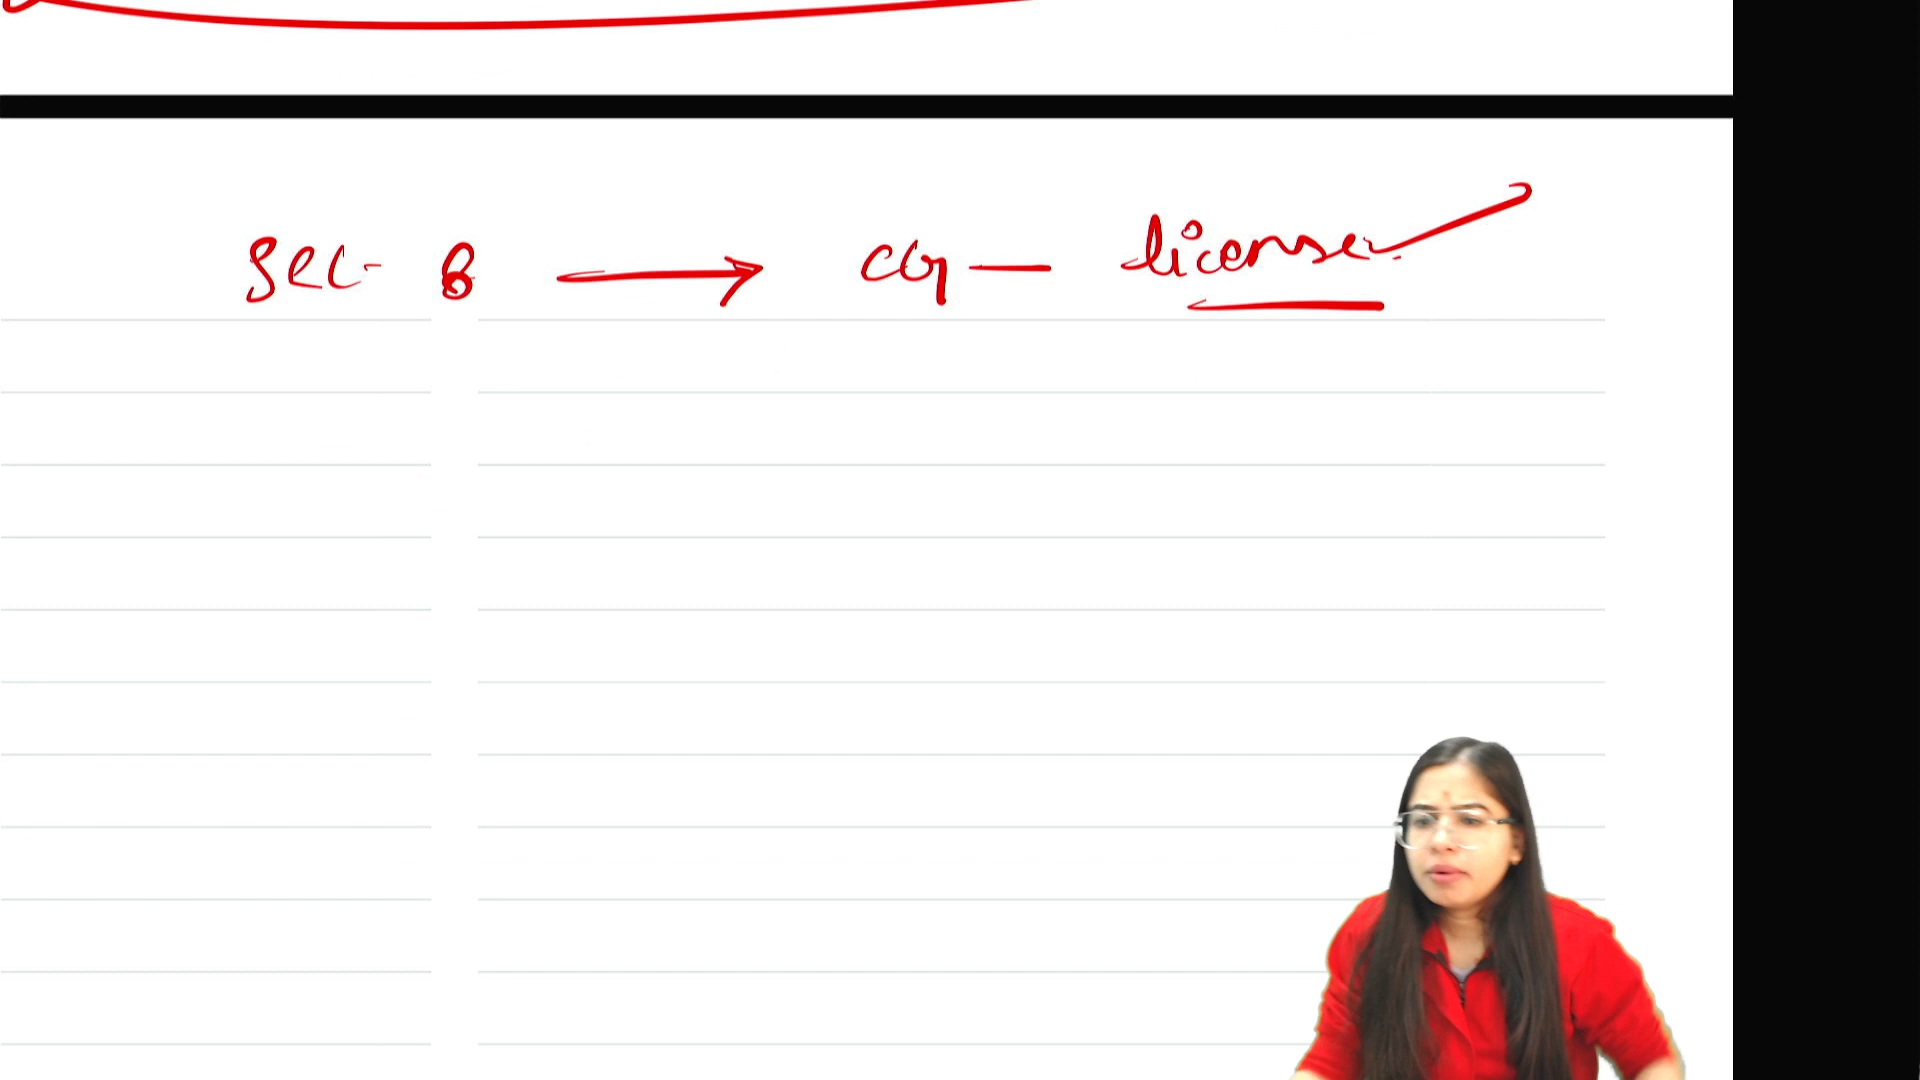 Sec- 8 → CG — license